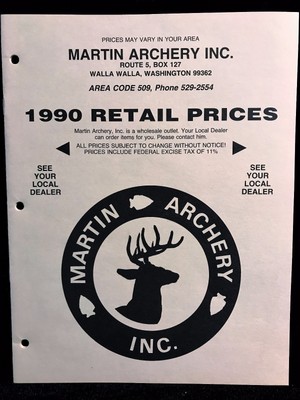 PRICES MAY VARY IN YOUR AREA
MARTIN ARCHERY INC.
ROUTE 5, BOX 127
WALLA WALLA, WASHINGTON 99362
AREA CODE 509, Phone 529-2554
1990 RETAIL PRICES
Martin Archery, Inc. is a wholesale outlet. Your Local Dealer
can order items for you. Please contact him.
ALL PRICES SUBJECT TO CHANGE WITHOUT NOTICE!
PRICES INCLUDE FEDERAL EXCISE TAX OF 11%
SEE
YOUR
LOCAL
DEALER
SEE
YOUR
LOCAL
DEALER
MARTIN ARCHERY
INC.